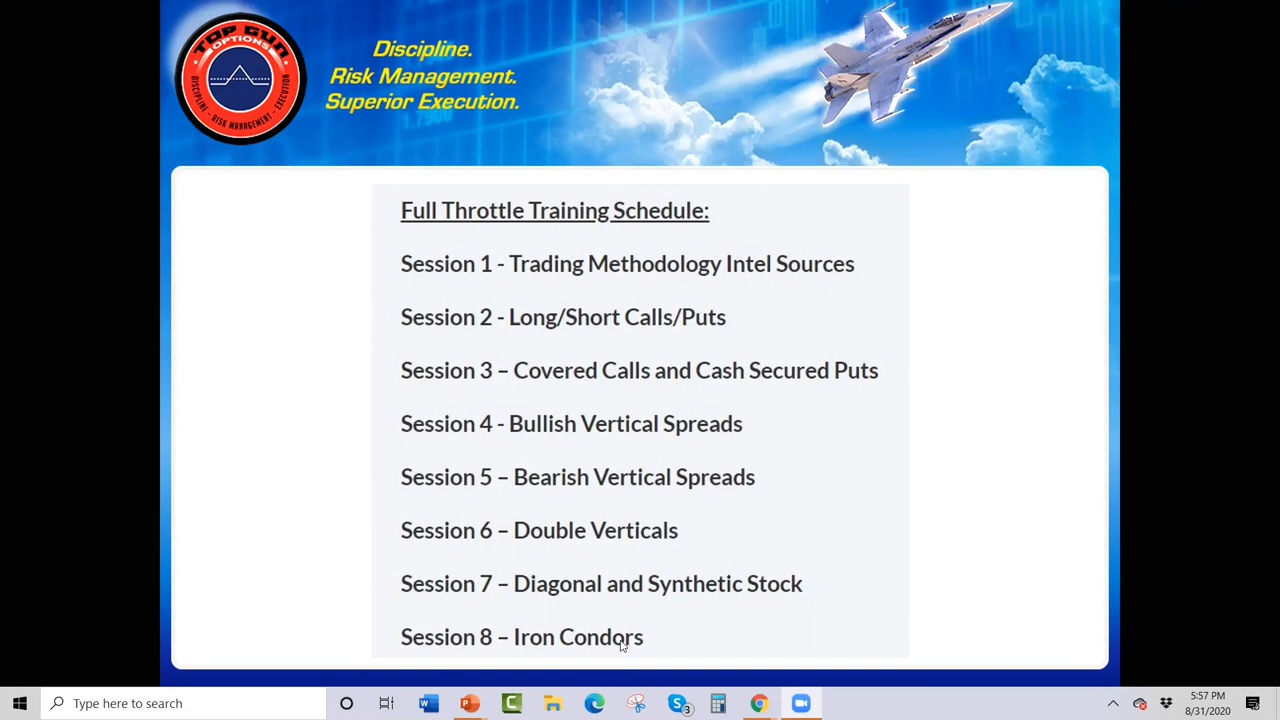 TOP GUN
OPTIONS
DISCIPLINE - RISK MANAGEMENT - EXECUTION
Discipline.
Risk Management.
Superior Execution.
Full Throttle Training Schedule:
Session 1 - Trading Methodology Intel Sources
Session 2 - Long/Short Calls/Puts
Session 3 – Covered Calls and Cash Secured Puts
Session 4 - Bullish Vertical Spreads
Session 5 – Bearish Vertical Spreads
Session 6 – Double Verticals
Session 7 – Diagonal and Synthetic Stock
Session 8 – Iron Condors
Type here to search
3
5:57 PM
8/31/2020